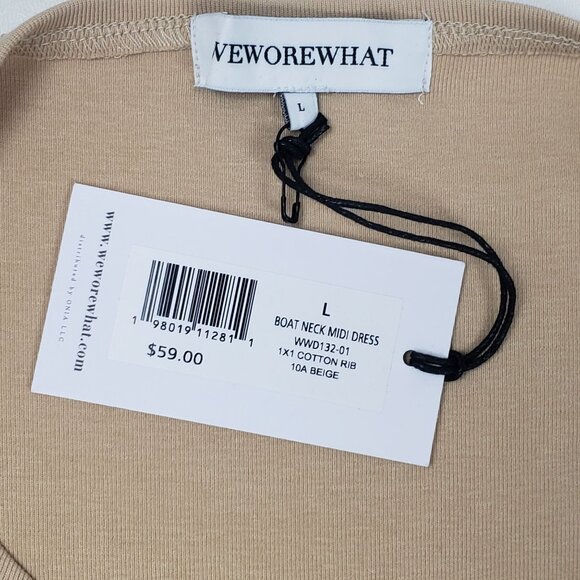 WEWOREWHAT
L
www.weworewhat.com
distributed by ONIA LLC
1 98019 11281 1
$59.00
L
BOAT NECK MIDI DRESS
WWD132-01
1X1 COTTON RIB
10A BEIGE